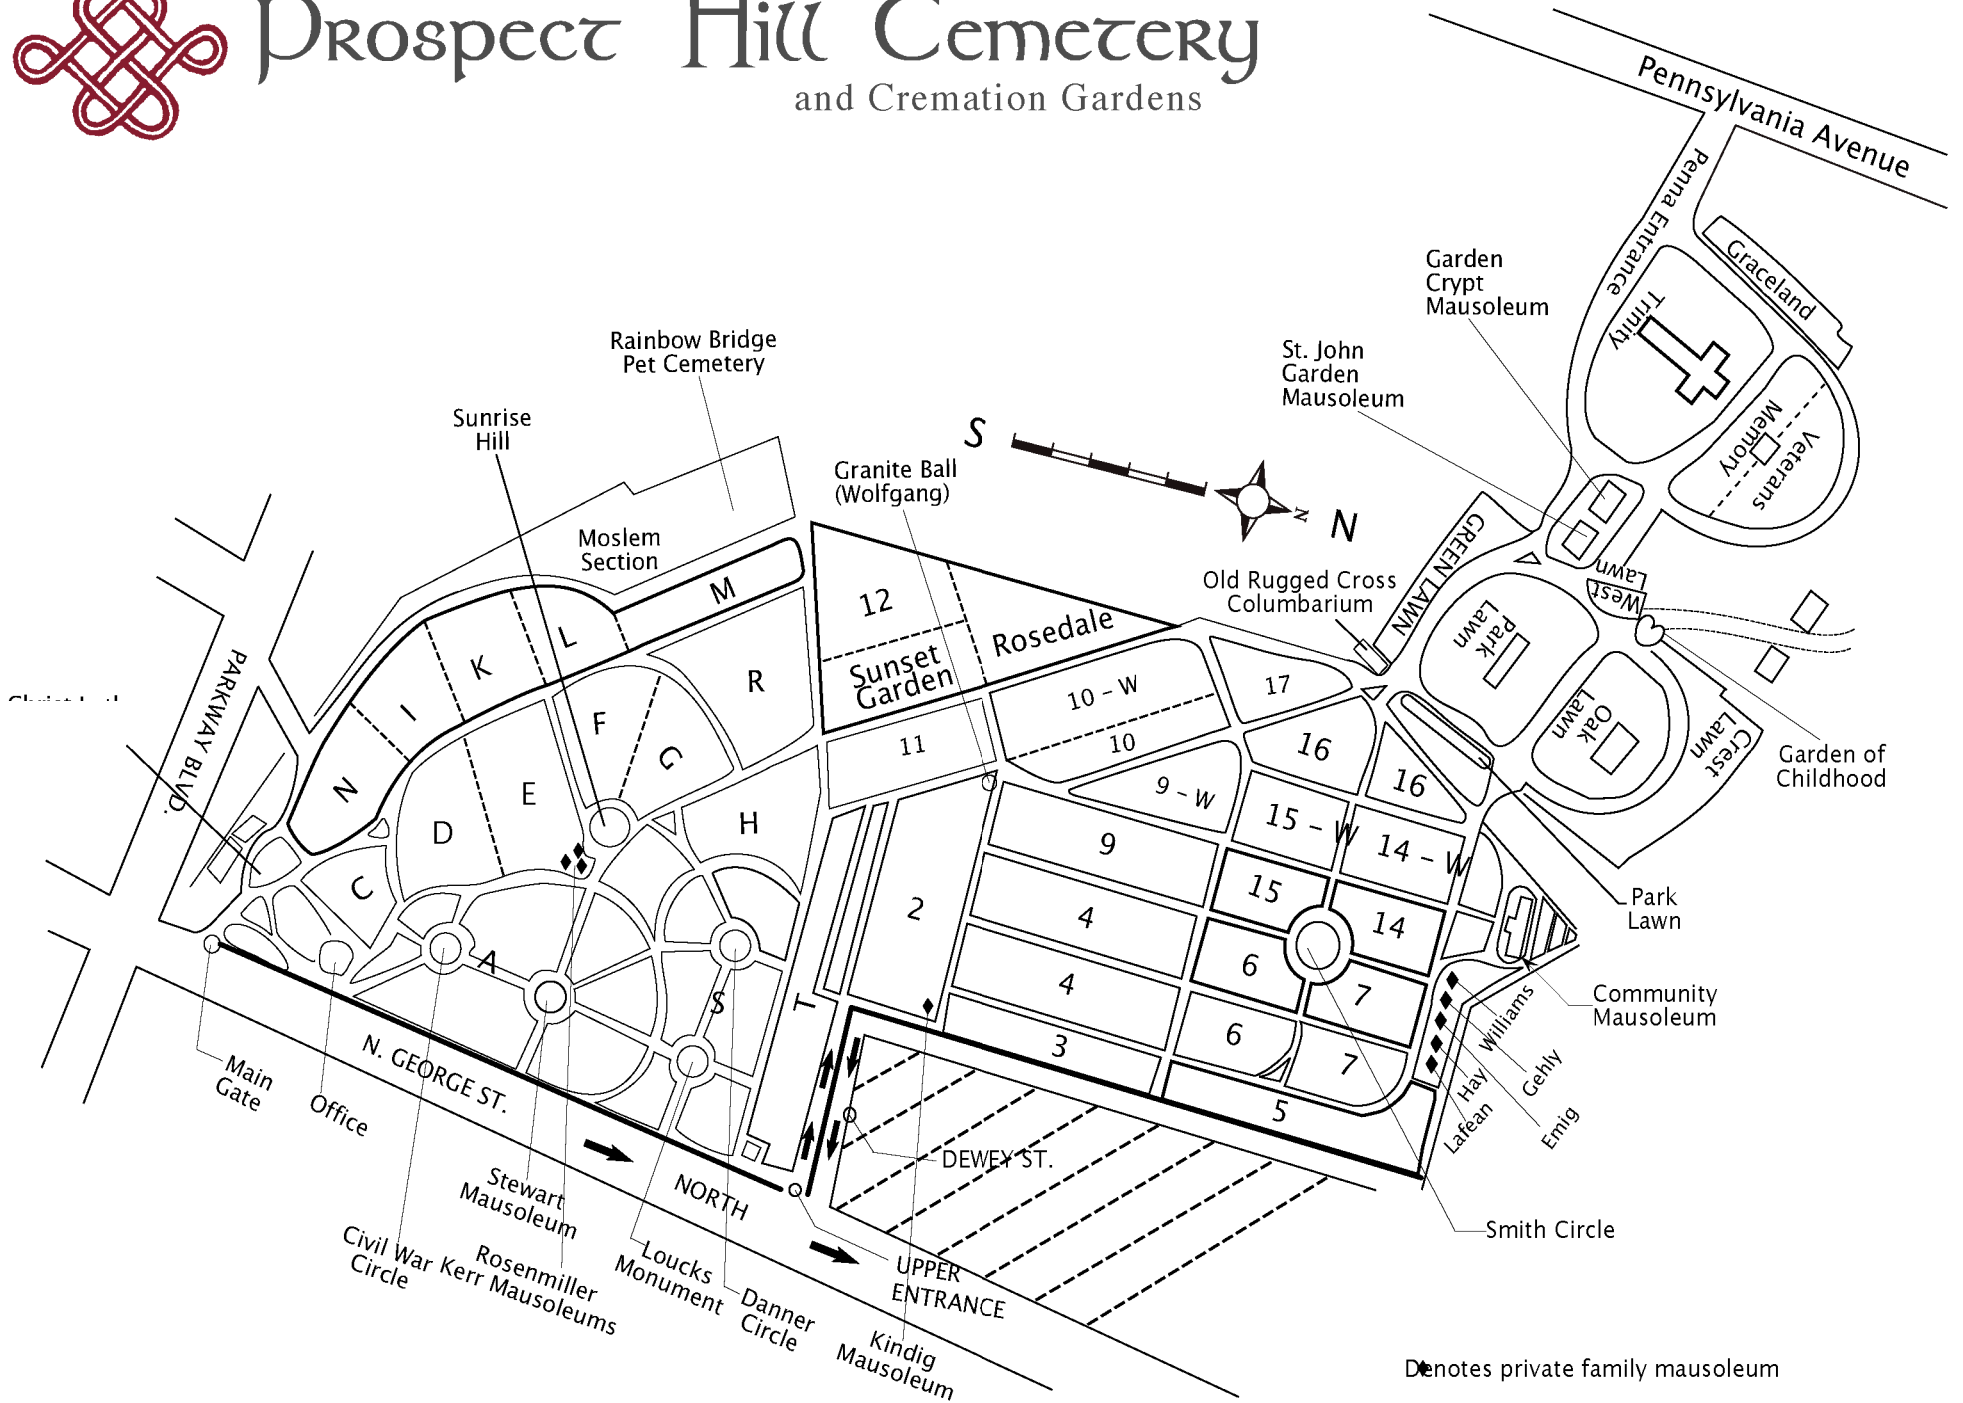 Prospect Hill Cemetery
and Cremation Gardens
Pennsylvania Avenue
Penna Entrance
Graceland
Trinity
Memory
Veterans
Garden
Crypt
Mausoleum
St. John
Garden
Mausoleum
Rainbow Bridge
Pet Cemetery
Sunrise
Hill
Granite Ball
(Wolfgang)
S
N
N
Moslem
Section
Old Rugged Cross
Columbarium
GREEN LAWN
West
Lawn
Park
Lawn
Oak
Lawn
Crest
Lawn
Garden of
Childhood
Park
Lawn
PARKWAY BLVD.
M
L
K
I
N
R
F
G
E
D
H
C
A
S
T
12
Sunset
Garden
Rosedale
10 - W
10
11
17
16
16
9 - W
15 - W
14 - W
9
15
14
2
4
4
6
7
6
7
3
5
Community
Mausoleum
Williams
Gehly
Hay
Emig
Lafean
Main
Gate
Office
N. GEORGE ST.
NORTH
DEWEY ST.
UPPER
ENTRANCE
Stewart
Mausoleum
Civil War
Circle
Rosenmiller
Kerr Mausoleums
Loucks
Monument
Danner
Circle
Kindig
Mausoleum
Smith Circle
Denotes private family mausoleum